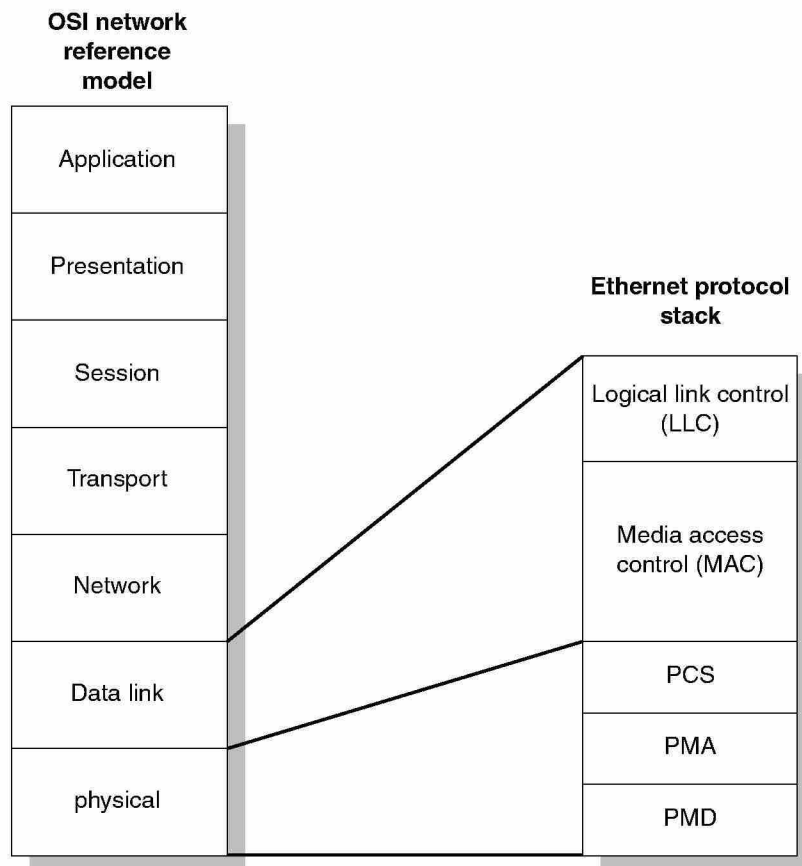 OSI network
reference
model
Application
Presentation
Session
Transport
Network
Data link
physical
Ethernet protocol
stack
Logical link control
(LLC)
Media access
control (MAC)
PCS
PMA
PMD